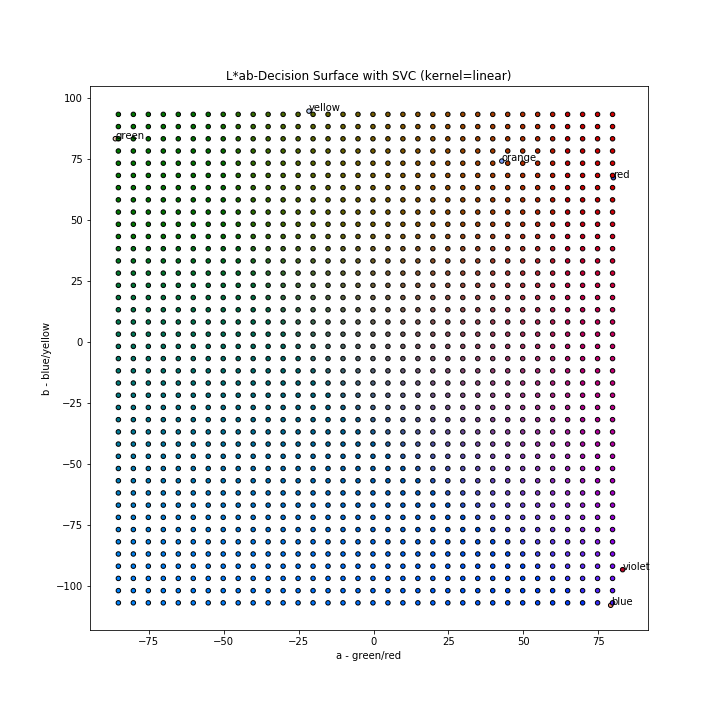 L*ab-Decision Surface with SVC (kernel=linear)
100
75
50
25
0
−25
−50
−75
−100
b - blue/yellow
yellow
green
orange
red
violet
blue
−75
−50
−25
0
25
50
75
a - green/red